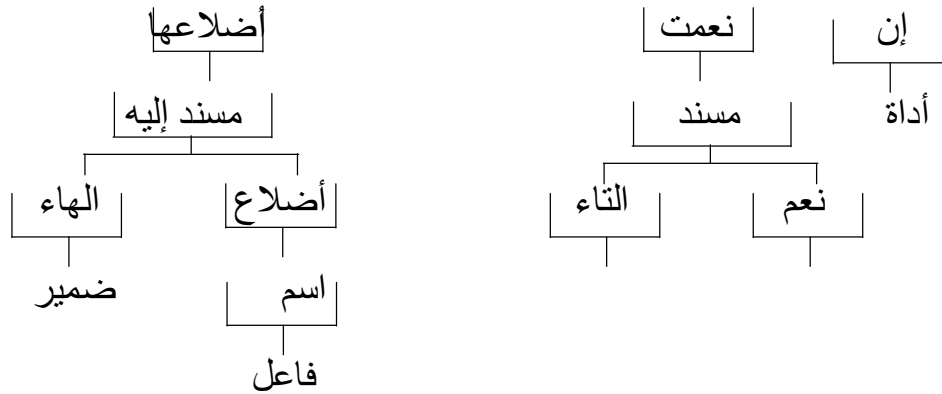 إن نعمت أضلاعها
أداة مسند مسند إليه
نعم التاء أضلاع الهاء
اسم ضمير
فاعل